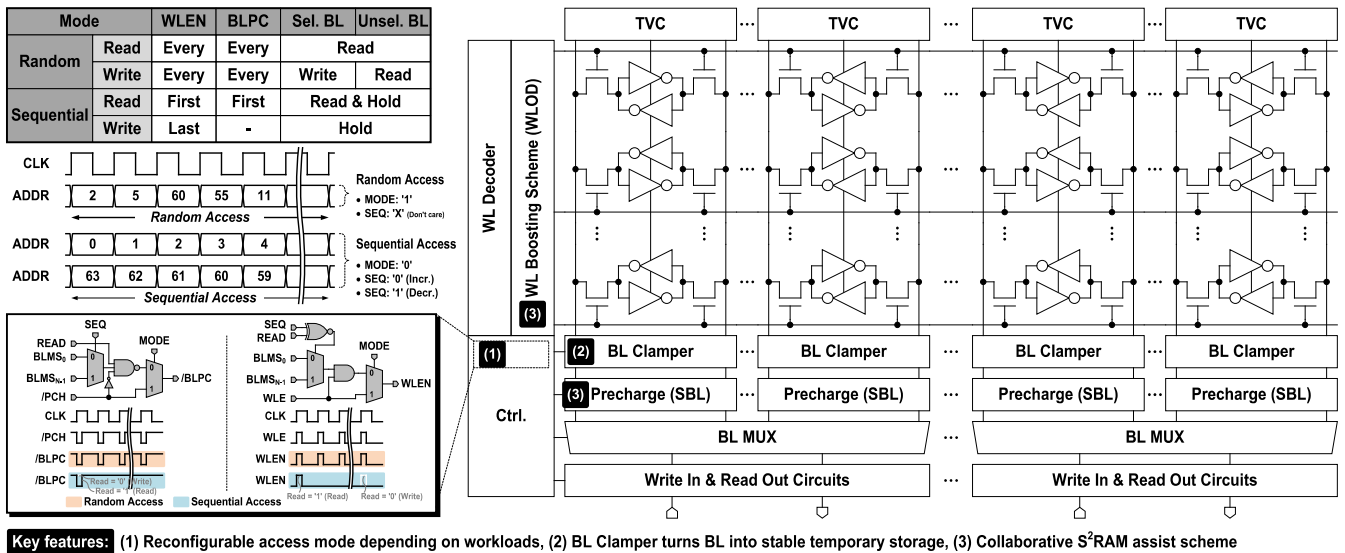 Mode WLEN BLPC Sel. BL Unsel. BL
Random Read Every Every Read
Write Every Every Write Read
Sequential Read First First Read & Hold
Write Last - Hold
CLK
ADDR 2 5 60 55 11
Random Access
Random Access
• MODE: '1'
• SEQ: 'X' (Don't care)
ADDR 0 1 2 3 4
ADDR 63 62 61 60 59
Sequential Access
Sequential Access
• MODE: '0'
• SEQ: '0' (Incr.)
• SEQ: '1' (Decr.)
SEQ
READ
BLMS0
BLMSN-1
/PCH
0
1
MODE
0
1
/BLPC
CLK
/PCH
/BLPC
/BLPC
Read = '0' (Write)
Read = '1' (Read)
SEQ
READ
BLMS0
BLMSN-1
WLE
0
1
MODE
0
1
WLEN
CLK
WLE
WLEN
WLEN
Read = '1' (Read)
Read = '0' (Write)
Random Access
Sequential Access
WL Decoder
WL Boosting Scheme (WLOD)
(3)
(1)
Ctrl.
TVC ... TVC ... TVC ... TVC
(2) BL Clamper ... BL Clamper ... BL Clamper ... BL Clamper
(3) Precharge (SBL) ... Precharge (SBL) ... Precharge (SBL) ... Precharge (SBL)
BL MUX ... BL MUX
Write In & Read Out Circuits ... Write In & Read Out Circuits
Key features: (1) Reconfigurable access mode depending on workloads, (2) BL Clamper turns BL into stable temporary storage, (3) Collaborative S²RAM assist scheme